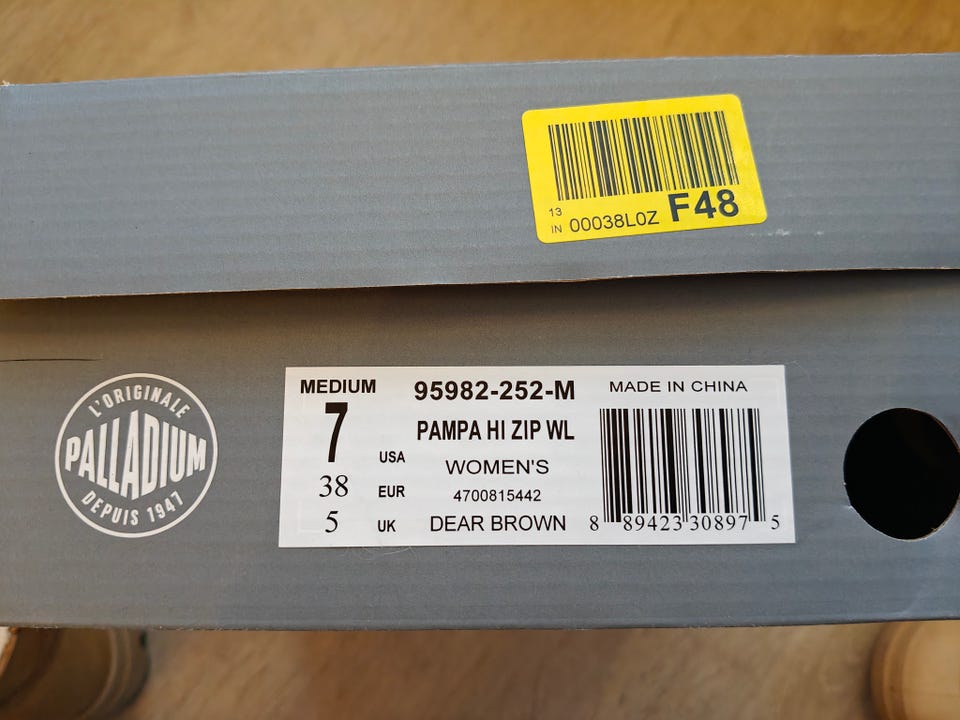 13
IN 00038L0Z F48
L'ORIGINALE
PALLADIUM
DEPUIS 1947
MEDIUM
7 USA
38 EUR
5 UK
95982-252-M
PAMPA HI ZIP WL
WOMEN'S
4700815442
DEAR BROWN
MADE IN CHINA
8 89423 30897 5